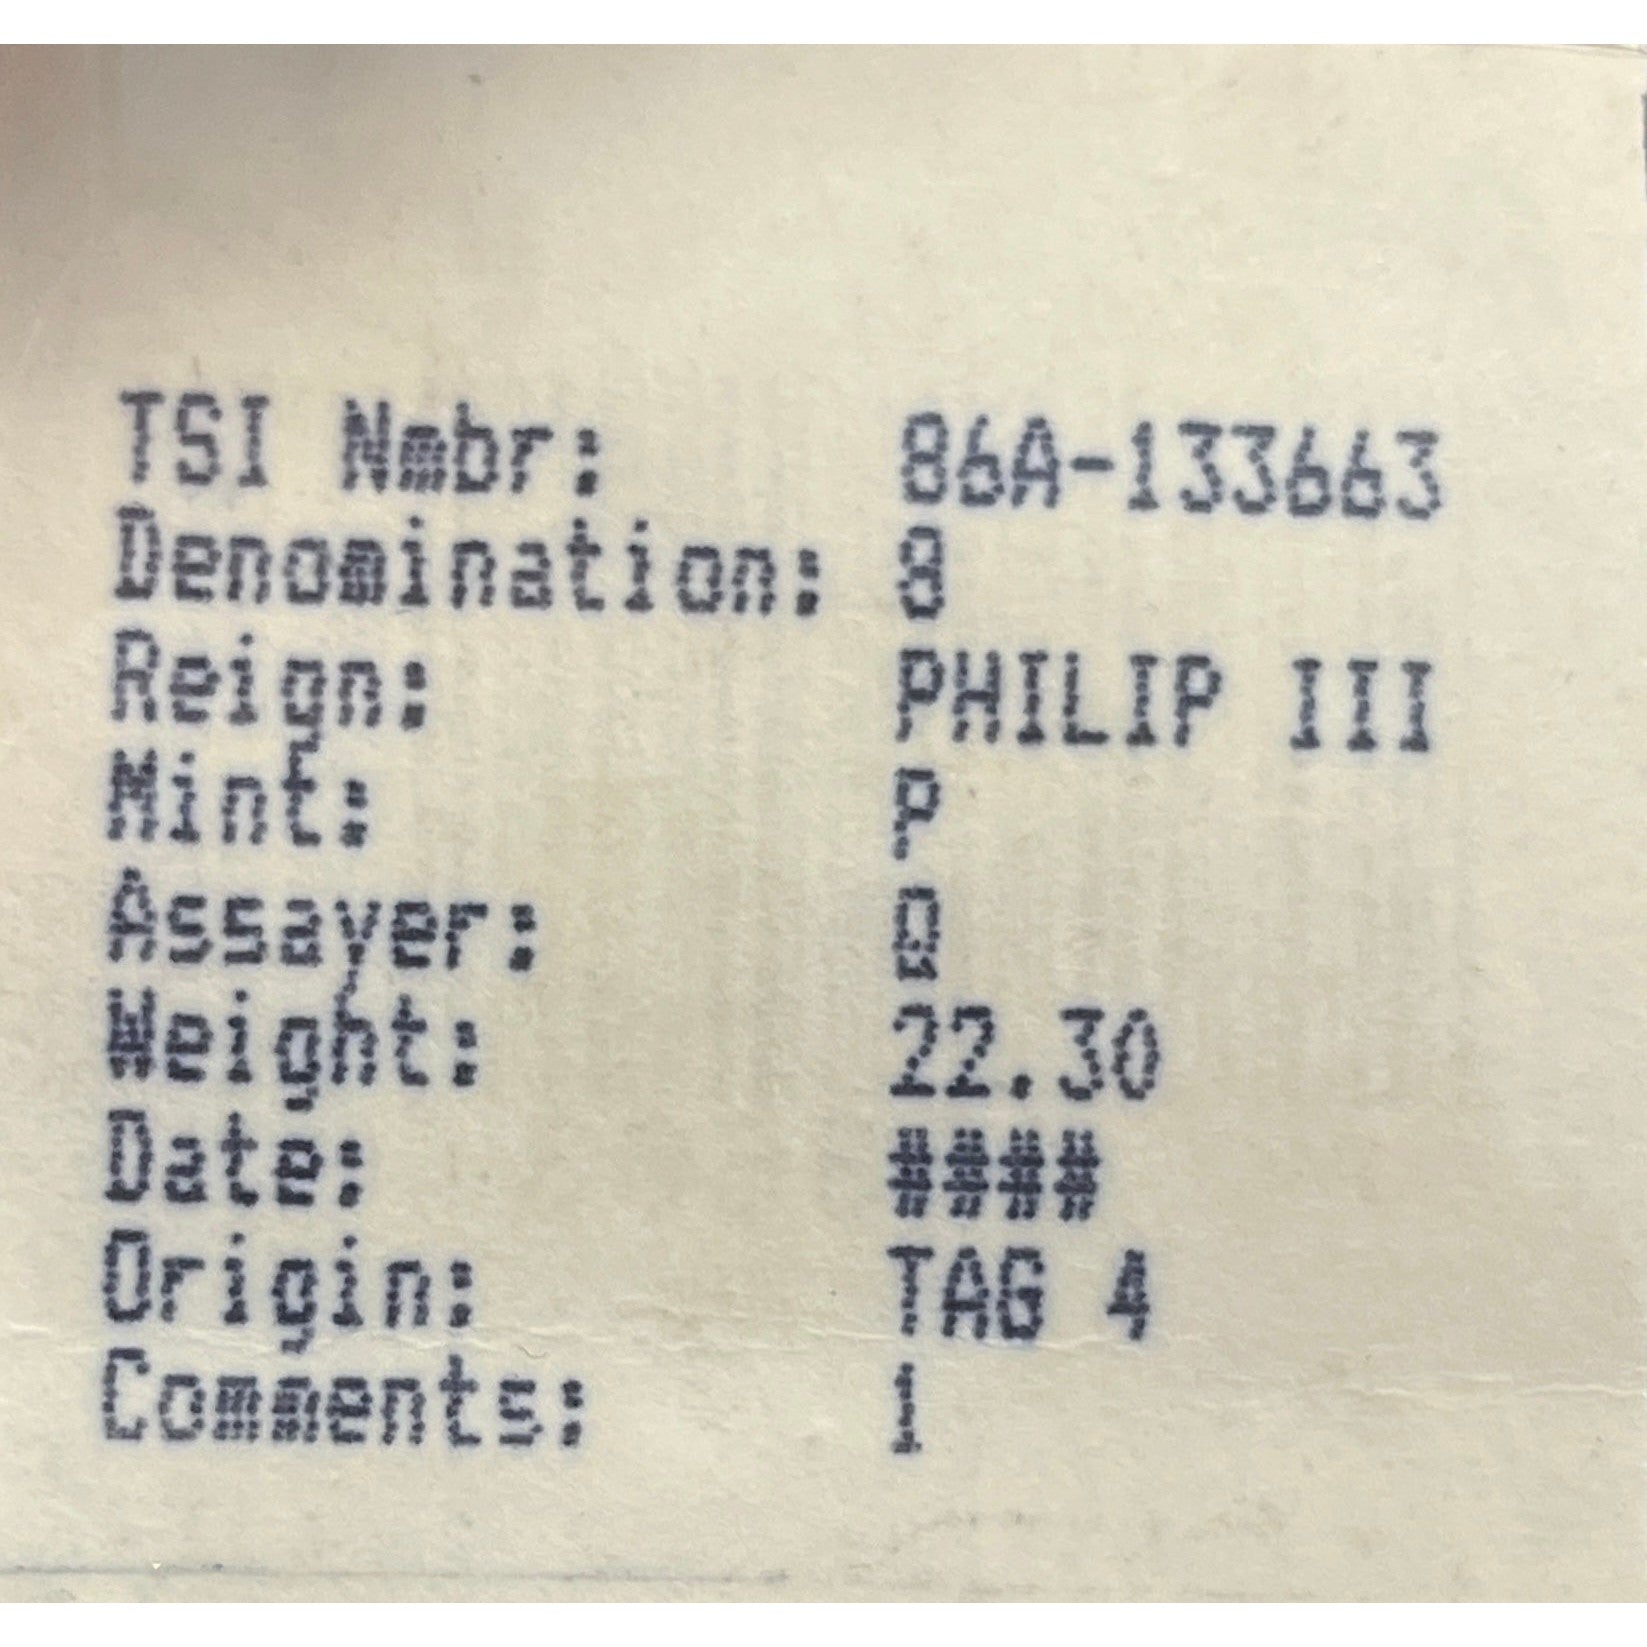 TSI Nmbr: 86A-133663
Denomination: 8
Reign: PHILIP III
Mint: P
Assayer:
Weight: 22.30
Date: ####
Origin: TAG 4
Comments: